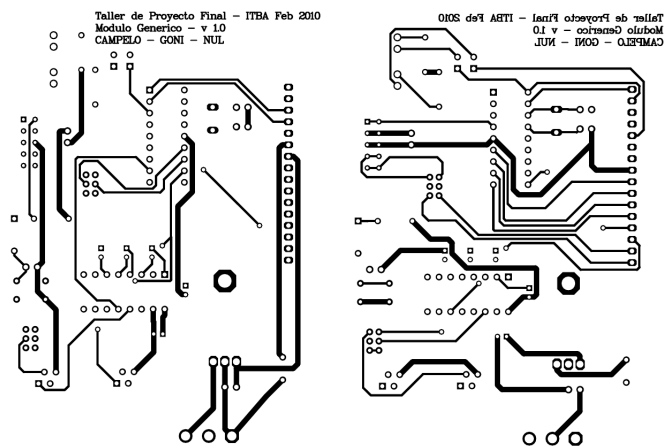 Taller de Proyecto Final - ITBA Feb 2010
Modulo Generico - v 1.0
CAMPELO - GONI - NUL
Taller de Proyecto Final - ITBA Feb 2010
Modulo Generico - v 1.0
CAMPELO - GONI - NUL